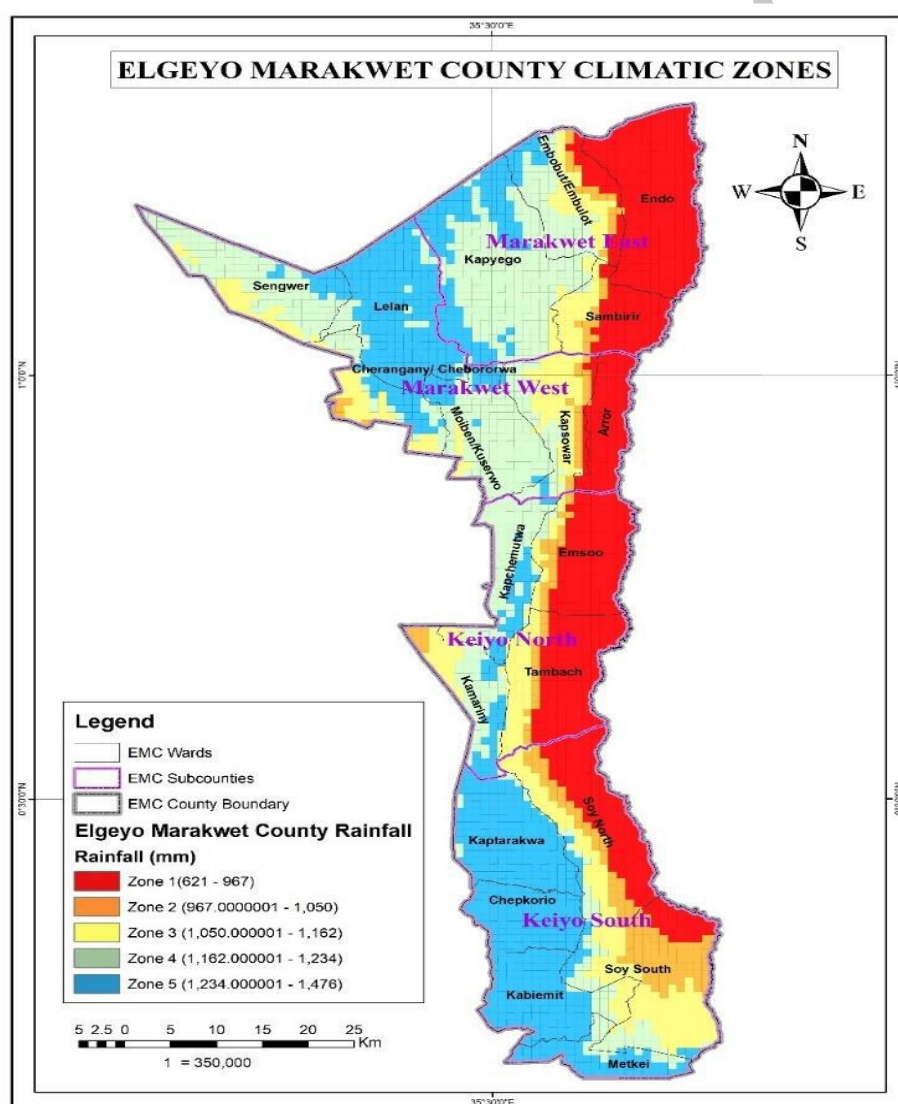 35°30'0"E
ELGEYO MARAKWET COUNTY CLIMATIC ZONES
N
W E
S
Embobut/Embulot
Endo
Marakwet East
Kapyego
Sengwer
Lelan
Sambirir
1°0'0"N
Cherangany/ Chebororwa
Marakwet West
Moiben/Kuserwo
Kapsowar
Arror
Kapchemutwa
Emsoo
Keiyo North
Tambach
Kamariny
Legend
EMC Wards
EMC Subcounties
EMC County Boundary
Elgeyo Marakwet County Rainfall
Rainfall (mm)
Zone 1(621 - 967)
Zone 2 (967.0000001 - 1,050)
Zone 3 (1,050.000001 - 1,162)
Zone 4 (1,162.000001 - 1,234)
Zone 5 (1,234.000001 - 1,476)
0°30'0"N
Soy North
Kaptarakwa
Chepkorio
Keiyo South
Soy South
Kabiemit
Metkei
5 2.5 0 5 10 15 20 25
Km
1 = 350,000
35°30'0"E